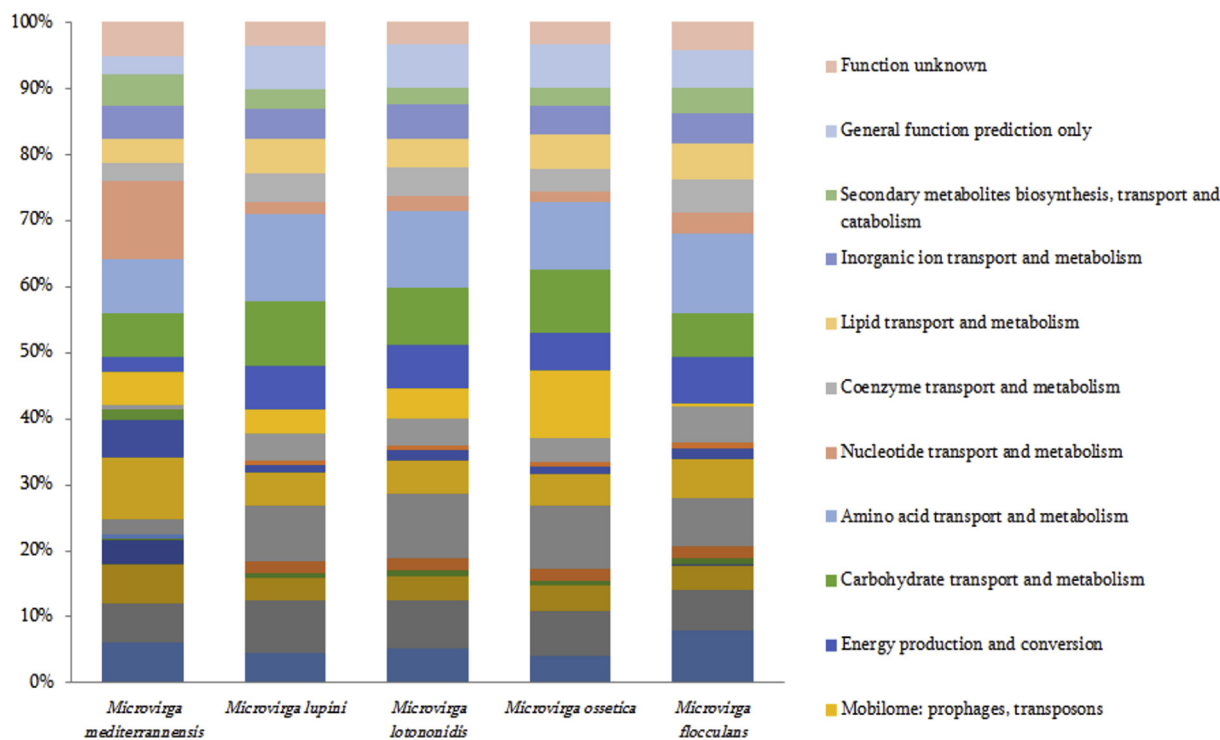 100%
90%
80%
70%
60%
50%
40%
30%
20%
10%
0%
Microvirga
mediterrannensis
Microvirga lupini
Microvirga
lotononidis
Microvirga ossetica
Microvirga
flocculans
Function unknown
General function prediction only
Secondary metabolites biosynthesis, transport and
catabolism
Inorganic ion transport and metabolism
Lipid transport and metabolism
Coenzyme transport and metabolism
Nucleotide transport and metabolism
Amino acid transport and metabolism
Carbohydrate transport and metabolism
Energy production and conversion
Mobilome: prophages, transposons